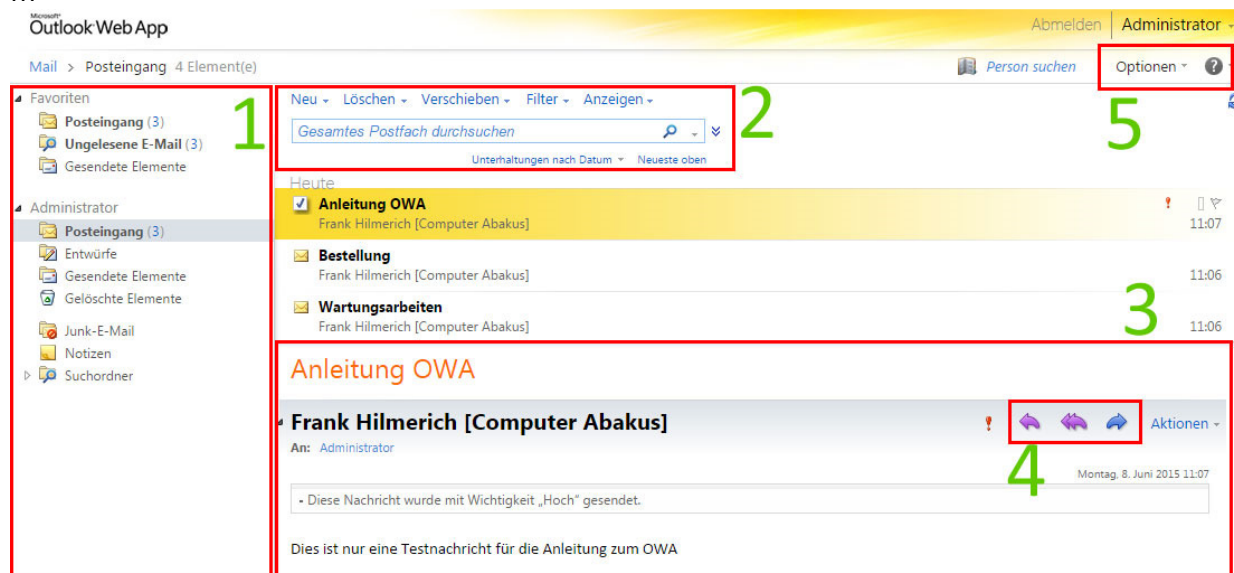 ...
Microsoft®
Outlook Web App
Abmelden Administrator
Mail > Posteingang 4 Element(e)
Person suchen Optionen ?
1
2
5
Favoriten
Posteingang (3)
Ungelesene E-Mail (3)
Gesendete Elemente
Administrator
Posteingang (3)
Entwürfe
Gesendete Elemente
Gelöschte Elemente
Junk-E-Mail
Notizen
Suchordner
Neu Löschen Verschieben Filter Anzeigen
Gesamtes Postfach durchsuchen
Unterhaltungen nach Datum Neueste oben
Heute
Anleitung OWA
Frank Hilmerich [Computer Abakus]
11:07
Bestellung
Frank Hilmerich [Computer Abakus]
11:06
Wartungsarbeiten
Frank Hilmerich [Computer Abakus]
11:06
3
Anleitung OWA
Frank Hilmerich [Computer Abakus]
Aktionen
An: Administrator
4
Montag, 8. Juni 2015 11:07
- Diese Nachricht wurde mit Wichtigkeit „Hoch“ gesendet.
Dies ist nur eine Testnachricht für die Anleitung zum OWA